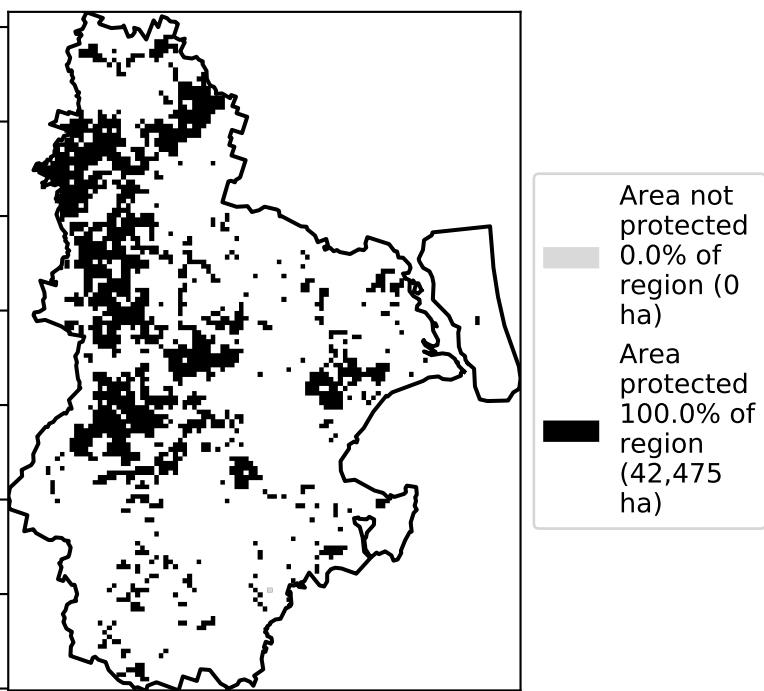 Area not
protected
0.0% of
region (0
ha)
Area
protected
100.0% of
region
(42,475
ha)